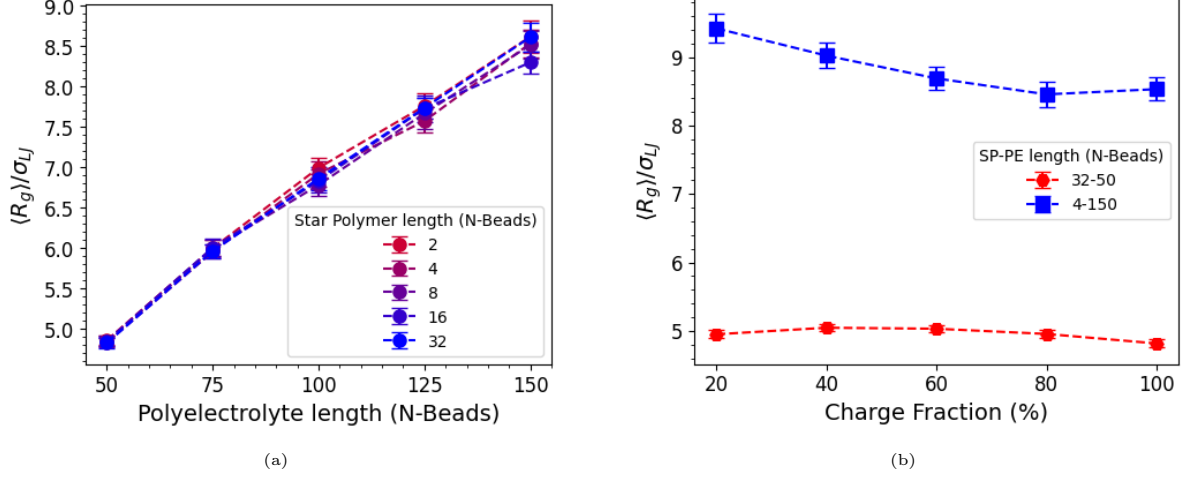 9.0
8.5
8.0
7.5
7.0
6.5
6.0
5.5
5.0
⟨R_g⟩/σ_LJ
Star Polymer length (N-Beads)
2
4
8
16
32
50 75 100 125 150
Polyelectrolyte length (N-Beads)
(a)
9
8
7
6
5
⟨R_g⟩/σ_LJ
SP-PE length (N-Beads)
32-50
4-150
20 40 60 80 100
Charge Fraction (%)
(b)